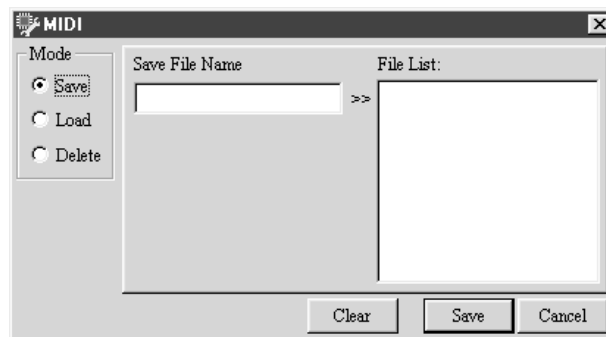 MIDI
Mode
Save
Load
Delete
Save File Name
>>
File List:
Clear
Save
Cancel